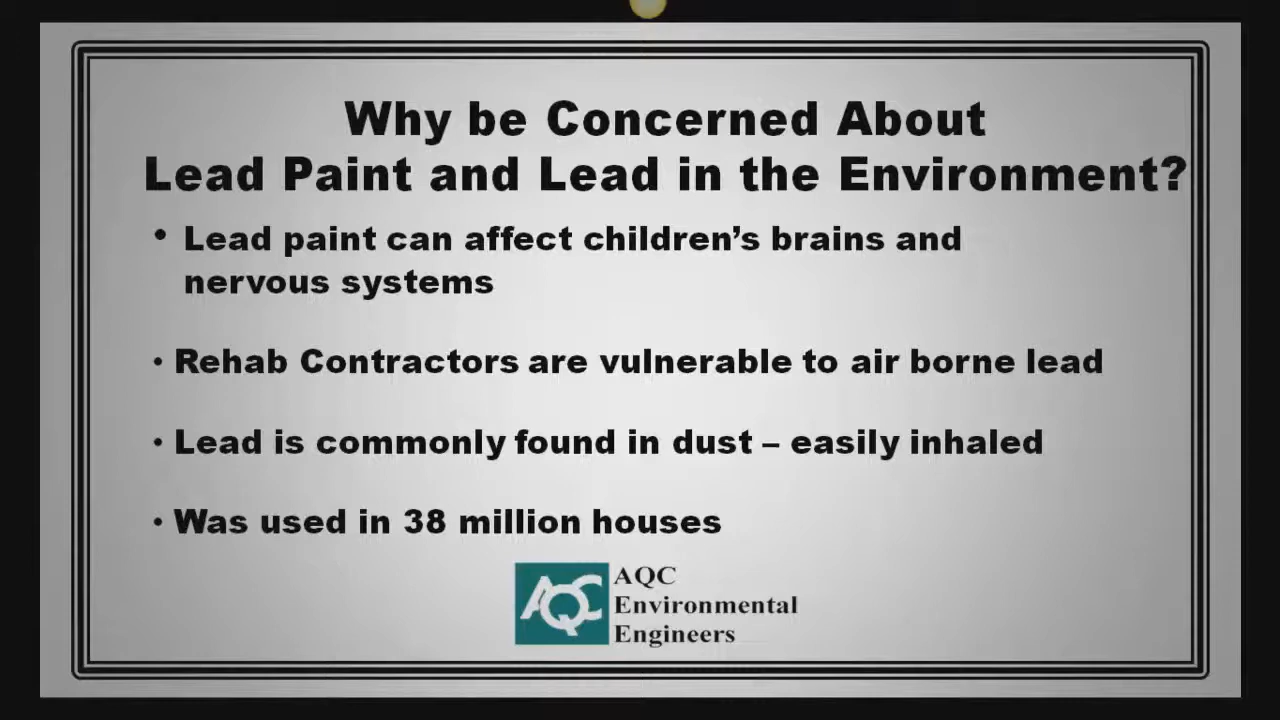 Why be Concerned About
Lead Paint and Lead in the Environment?
• Lead paint can affect children’s brains and
nervous systems
• Rehab Contractors are vulnerable to air borne lead
• Lead is commonly found in dust – easily inhaled
• Was used in 38 million houses
AQC
AQC
Environmental
Engineers